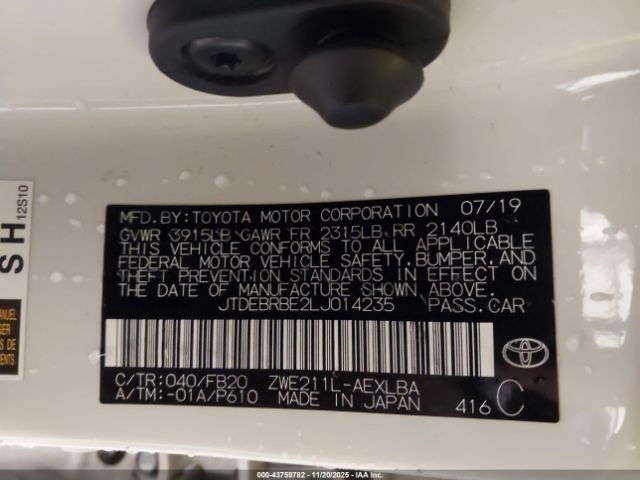 MFD. BY: TOYOTA MOTOR CORPORATION 07/19
GVWR 3915LB GAWR FR 2315LB RR 2140LB
THIS VEHICLE CONFORMS TO ALL APPLICABLE
FEDERAL MOTOR VEHICLE SAFETY, BUMPER, AND
THEFT PREVENTION STANDARDS IN EFFECT ON
THE DATE OF MANUFACTURE SHOWN ABOVE.
JTDEBRBE2LJ014235 PASS.CAR
C/TR:040/FB20 ZWE211L-AEXLBA
A/TM:-01A/P610 MADE IN JAPAN 416 C
SH
12S10
MANUEL
000-43759782 - 11/20/2025 - IAAI Inc.